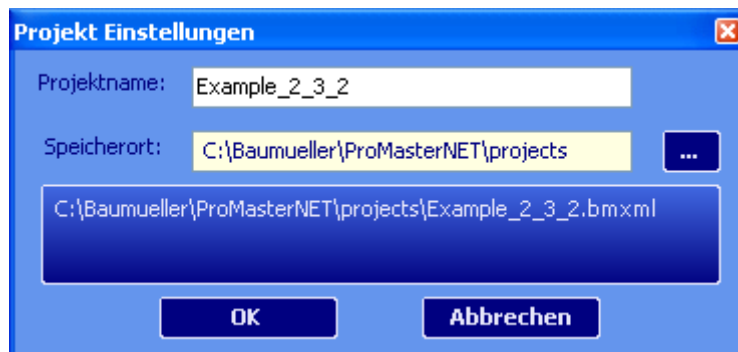 Projekt Einstellungen
Projektname: Example_2_3_2
Speicherort: C:\Baumueller\ProMasterNET\projects ...
C:\Baumueller\ProMasterNET\projects\Example_2_3_2.bmxml
OK Abbrechen